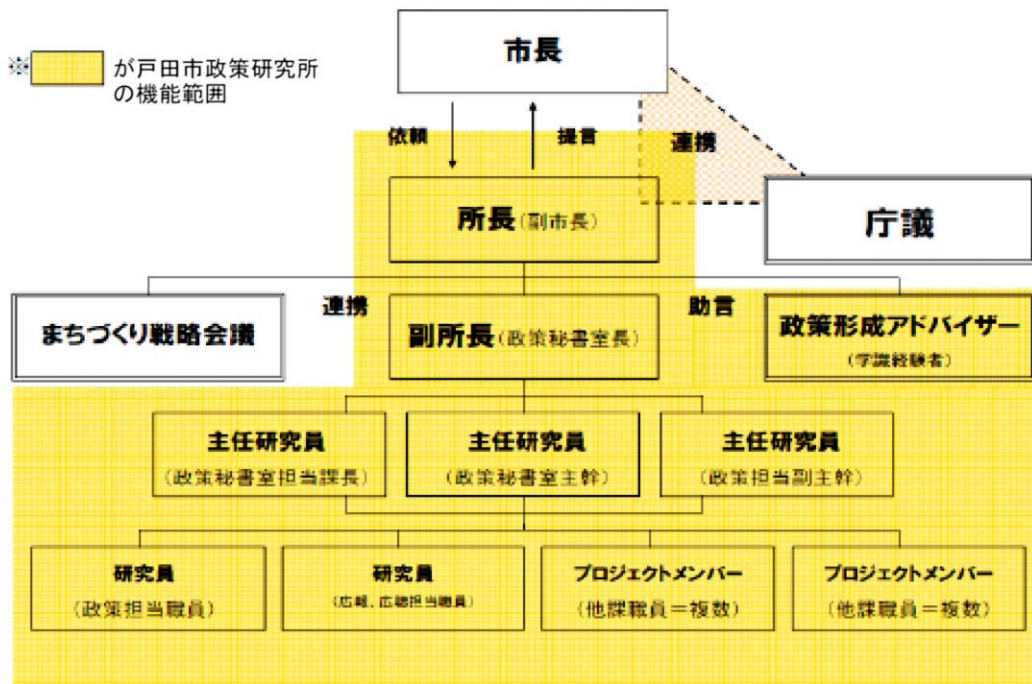 市長
※ が戸田市政策研究所
の機能範囲
依頼
提言
連携
所長(副市長)
庁議
まちづくり戦略会議
連携
副所長(政策秘書室長)
助言
政策形成アドバイザー
(学識経験者)
主任研究員
(政策秘書室担当課長)
主任研究員
(政策秘書室主幹)
主任研究員
(政策担当副主幹)
研究員
(政策担当職員)
研究員
(広報、広聴担当職員)
プロジェクトメンバー
(他課職員=複数)
プロジェクトメンバー
(他課職員=複数)